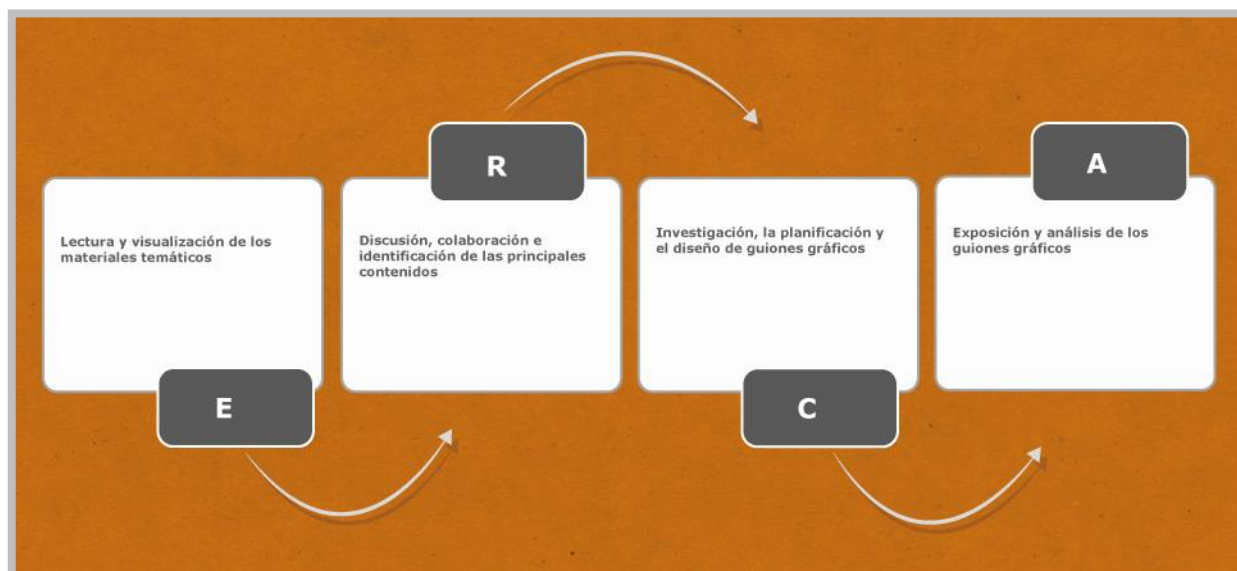 Lectura y visualización de los
materiales temáticos
E
R
Discusión, colaboración e
identificación de las principales
contenidos
Investigación, la planificación y
el diseño de guiones gráficos
C
A
Exposición y análisis de los
guiones gráficos